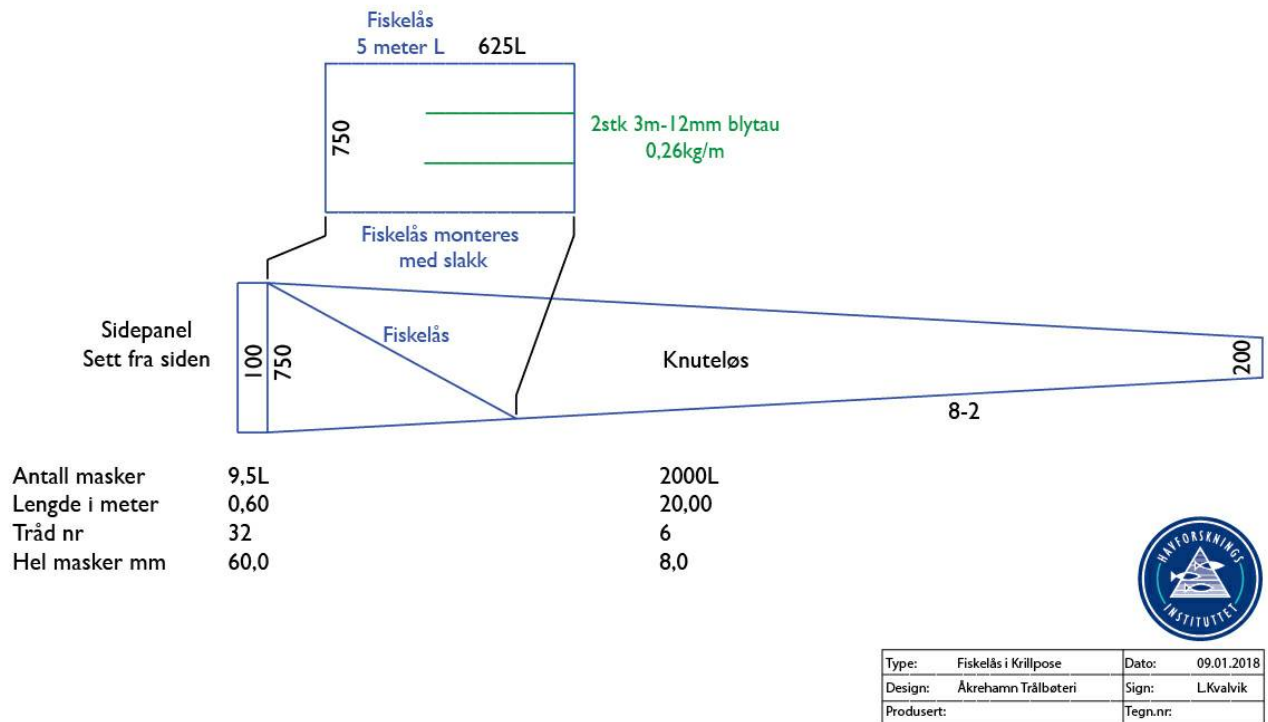 Fiskelås
5 meter L 625L
750
2stk 3m-12mm blytau
0,26kg/m
Fiskelås monteres
med slakk
Sidepanel
Sett fra siden
100
750
Fiskelås
Knuteløs
200
8-2
Antall masker 9,5L 2000L
Lengde i meter 0,60 20,00
Tråd nr 32 6
Hel masker mm 60,0 8,0
HAVFORSKNINGS
INSTITUTTET
Type: Fiskelås i Krillpose Dato: 09.01.2018
Design: Åkrehamn Trålbøteri Sign: L.Kvalvik
Produsert: Tegn.nr: